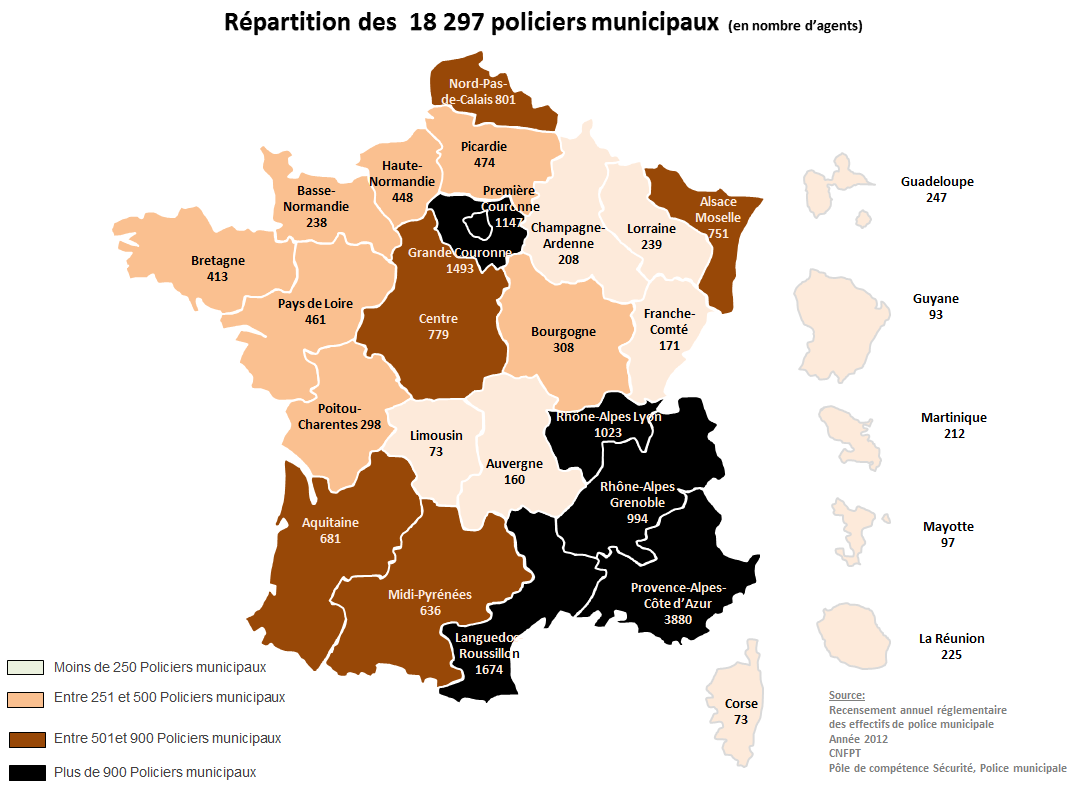 Répartition des 18 297 policiers municipaux (en nombre d'agents)
Nord-Pas-
de-Calais 801
Picardie
474
Haute-
Normandie
448
Basse-
Normandie
238
Première
Couronne
1147
Grande Couronne
1493
Champagne-
Ardenne
208
Lorraine
239
Alsace
Moselle
751
Bretagne
413
Pays de Loire
461
Centre
779
Bourgogne
308
Franche-
Comté
171
Poitou-
Charentes 298
Limousin
73
Auvergne
160
Rhône-Alpes Lyon
1023
Rhône-Alpes
Grenoble
994
Aquitaine
681
Midi-Pyrénées
636
Languedoc
Roussillon
1674
Provence-Alpes-
Côte d'Azur
3880
Corse
73
Guadeloupe
247
Guyane
93
Martinique
212
Mayotte
97
La Réunion
225
Moins de 250 Policiers municipaux
Entre 251 et 500 Policiers municipaux
Entre 501et 900 Policiers municipaux
Plus de 900 Policiers municipaux
Source:
Recensement annuel réglementaire
des effectifs de police municipale
Année 2012
CNFPT
Pôle de compétence Sécurité, Police municipale